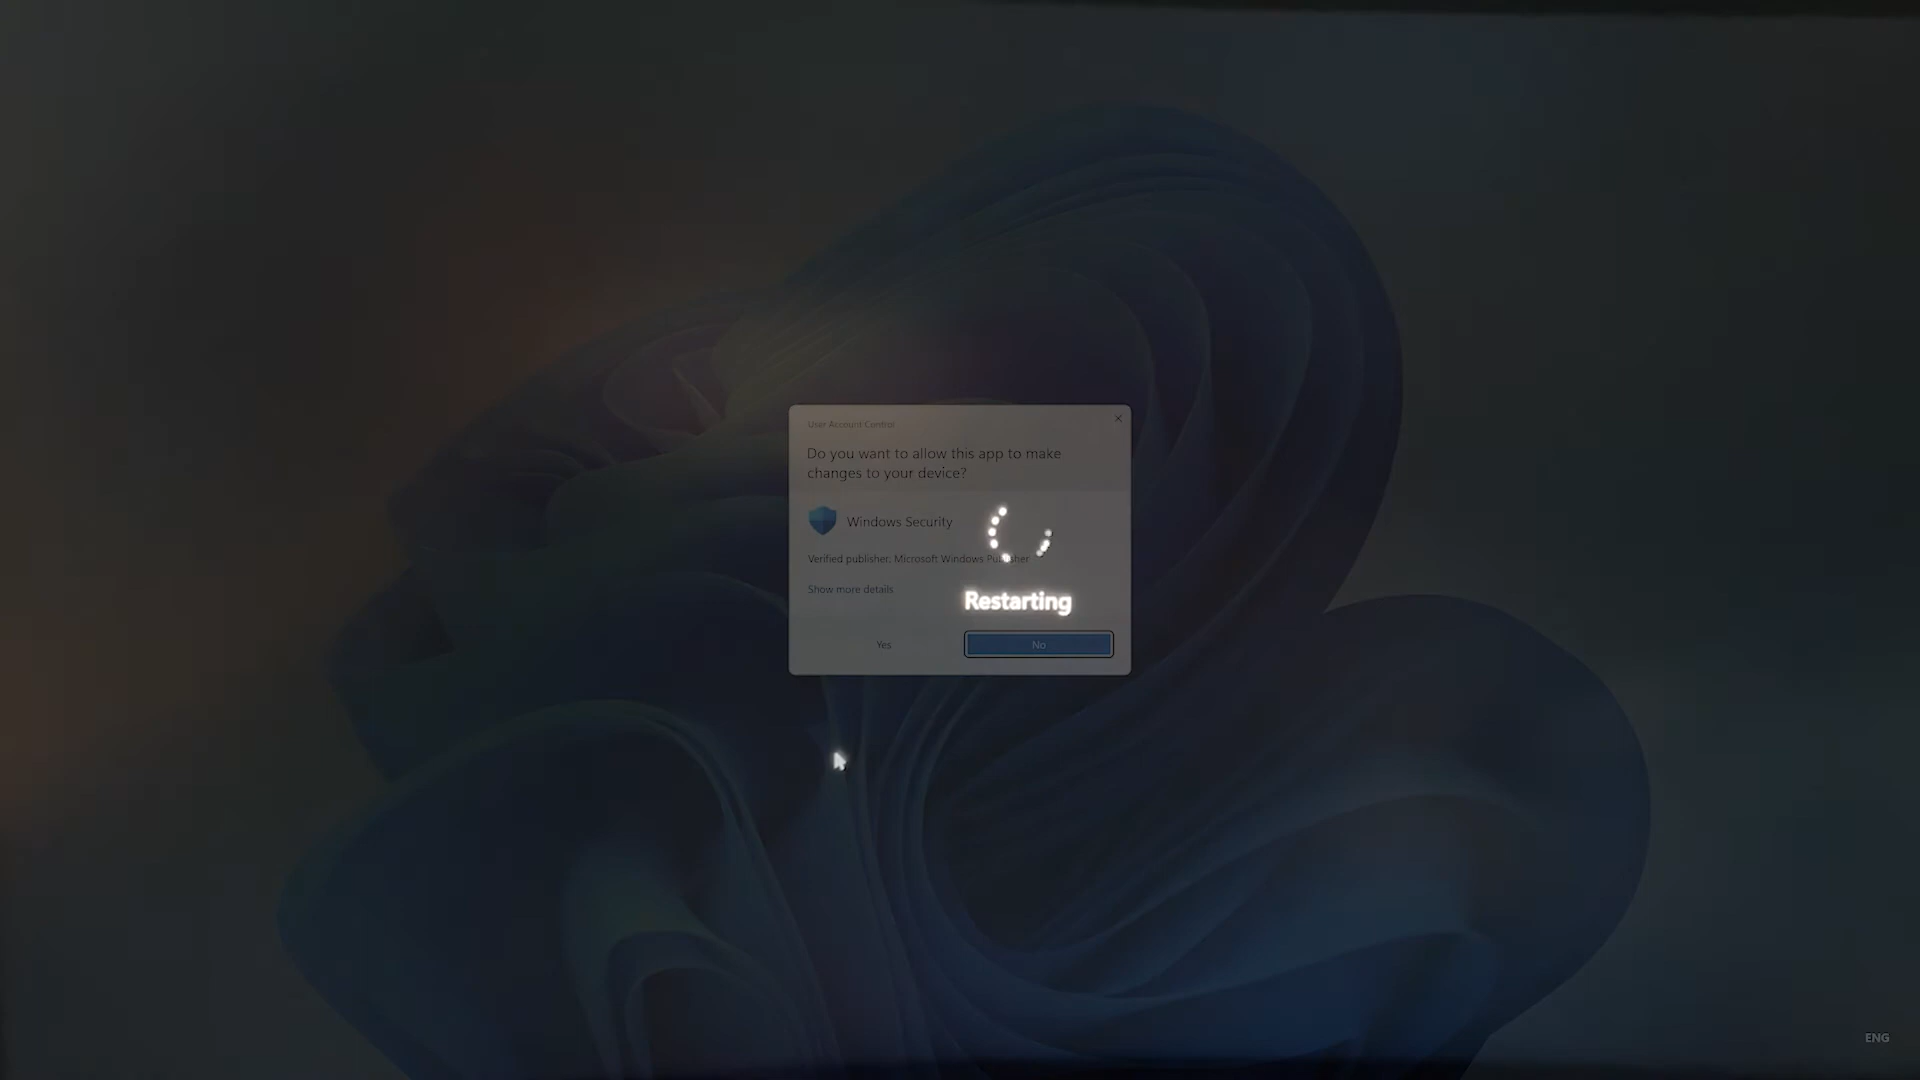 User Account Control
Do you want to allow this app to make
changes to your device?
Windows Security
Verified publisher: Microsoft Windows Publisher
Show more details
Restarting
Yes
No
ENG